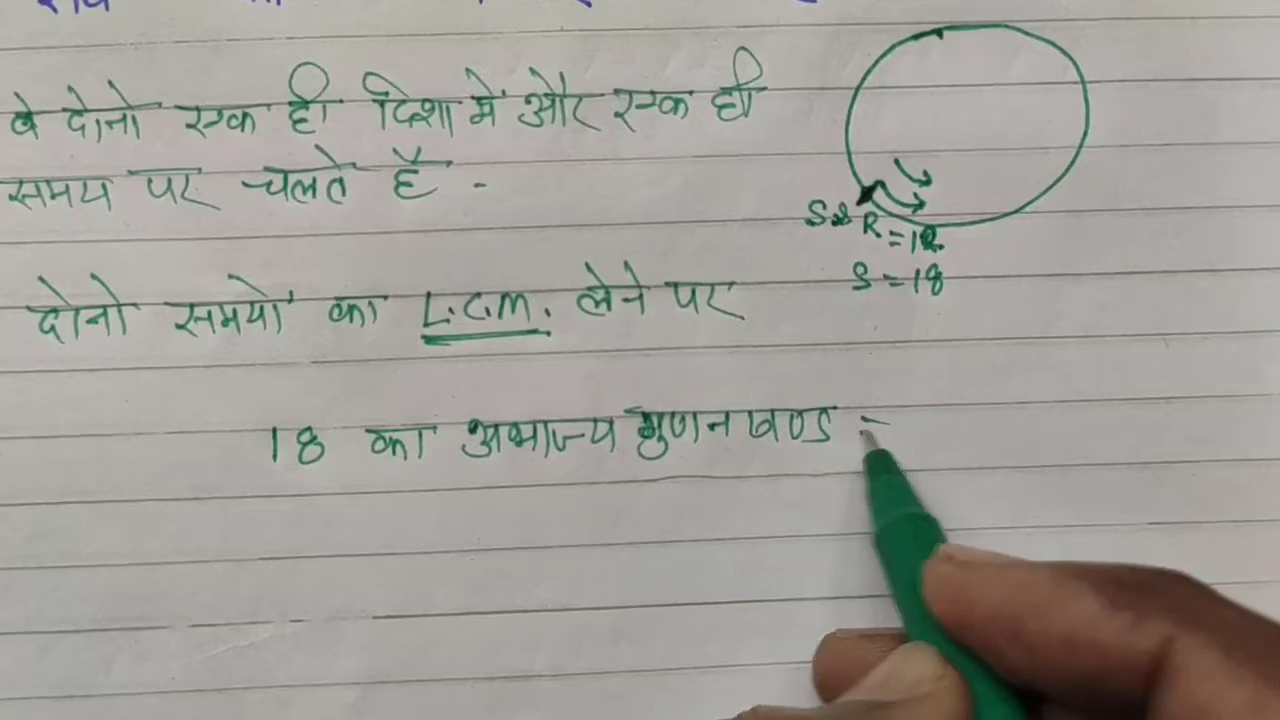 वे दोनो एक ही दिशा में और एक ही
समय पर चलते है -
S & R = 12
S = 18
दोनो समयो का L.C.M. लेने पर
18 का अभाज्य गुणनखण्ड =